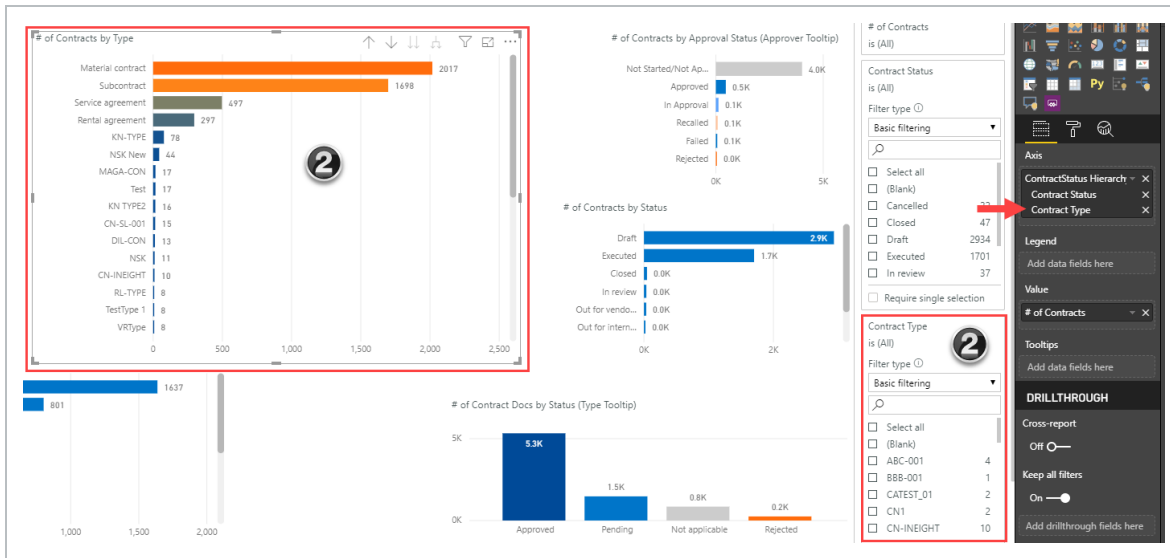 # of Contracts by Type
Material contract 2017
Subcontract 1698
Service agreement 497
Rental agreement 297
KN-TYPE 78
NSK New 44
MAGA-CON 17
Test 17
KN TYPE2 16
CN-SL-001 15
DIL-CON 13
NSK 11
CN-INEIGHT 10
RL-TYPE 8
TestType 1 8
VRType 8
0 500 1,000 1,500 2,000 2,500
2
1637
801
1,000 1,500 2,000
# of Contracts by Approval Status (Approver Tooltip)
Not Started/Not Ap... 4.0K
Approved 0.5K
In Approval 0.1K
Recalled 0.1K
Failed 0.1K
Rejected 0.0K
0K 5K
# of Contracts by Status
Draft 2.9K
Executed 1.7K
Closed 0.0K
In review 0.0K
Out for vendo... 0.0K
Out for intern... 0.0K
0K 2K
# of Contract Docs by Status (Type Tooltip)
5K
0K
5.3K
1.5K
0.8K
0.2K
Approved Pending Not applicable Rejected
# of Contracts
is (All)
Contract Status
is (All)
Filter type
Basic filtering
Select all
(Blank)
Cancelled
Closed 47
Draft 2934
Executed 1701
In review 37
Require single selection
Contract Type
is (All)
2
Filter type
Basic filtering
Select all
(Blank)
ABC-001 4
BBB-001 1
CATEST_01 2
CN1 2
CN-INEIGHT 10
Py
Axis
ContractStatus Hierarch
Contract Status
Contract Type
Legend
Add data fields here
Value
# of Contracts
Tooltips
Add data fields here
DRILLTHROUGH
Cross-report
Off
Keep all filters
On
Add drillthrough fields here